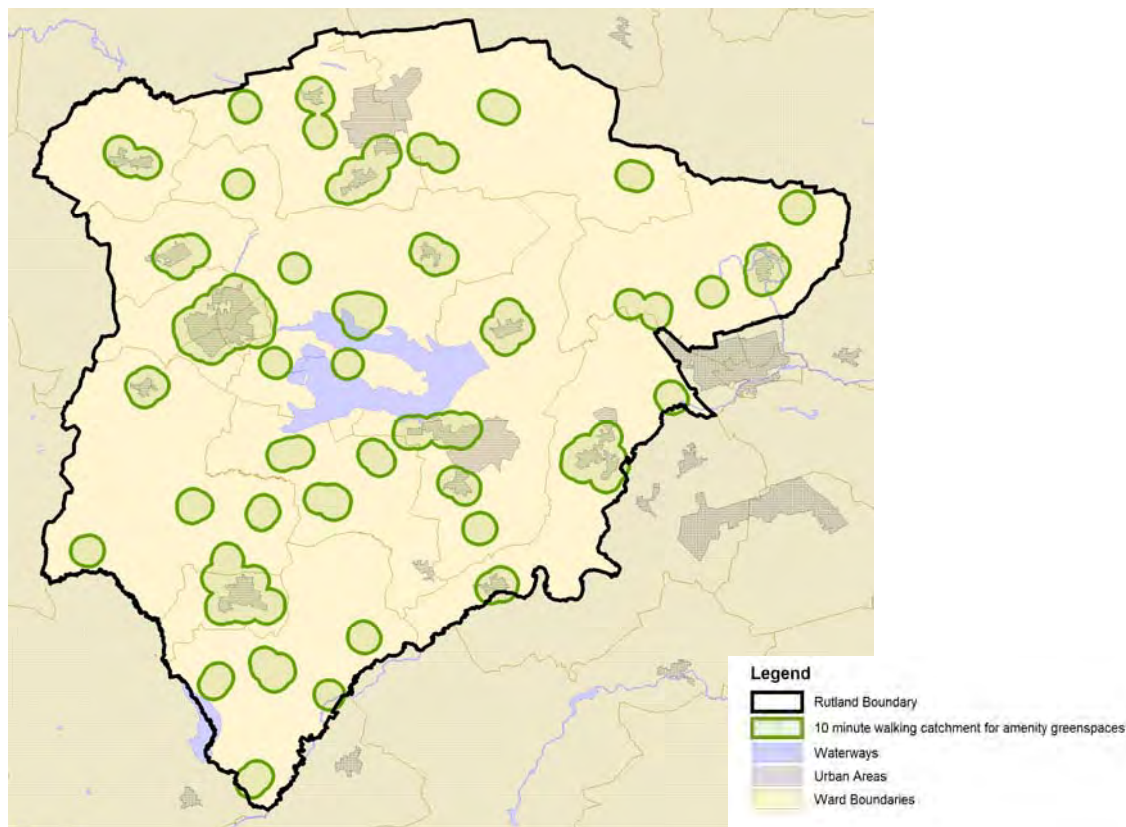 Legend
Rutland Boundary
10 minute walking catchment for amenity greenspaces
Waterways
Urban Areas
Ward Boundaries